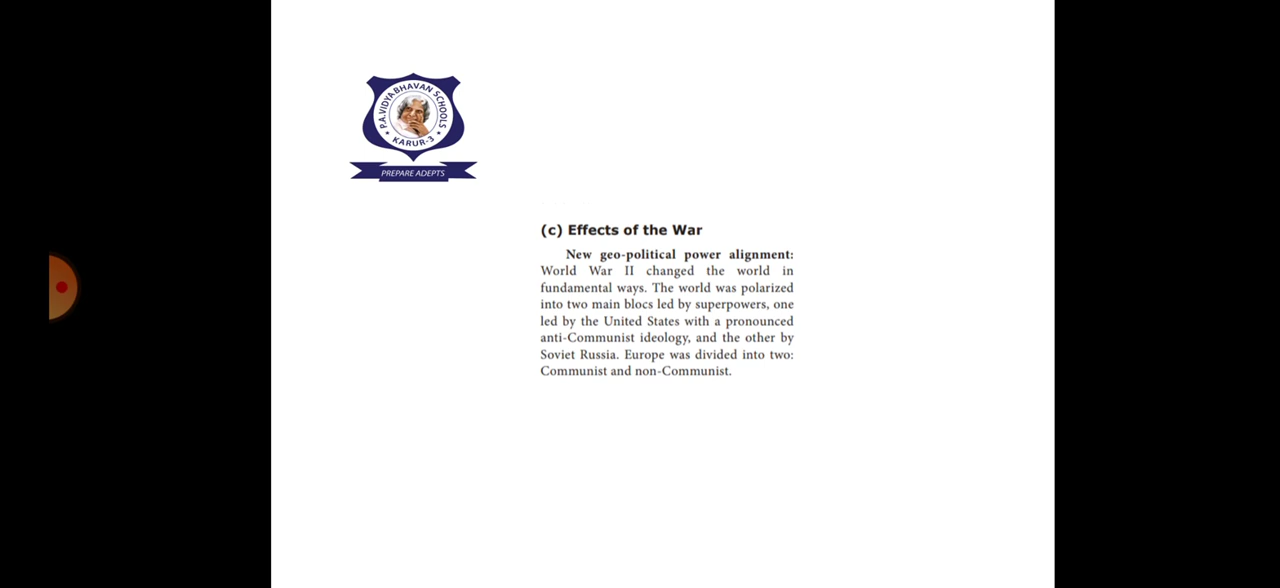 P.A.VIDYA BHAVAN SCHOOLS
KARUR-3
PREPARE ADEPTS
(c) Effects of the War
New geo-political power alignment:
World War II changed the world in
fundamental ways. The world was polarized
into two main blocs led by superpowers, one
led by the United States with a pronounced
anti-Communist ideology, and the other by
Soviet Russia. Europe was divided into two:
Communist and non-Communist.